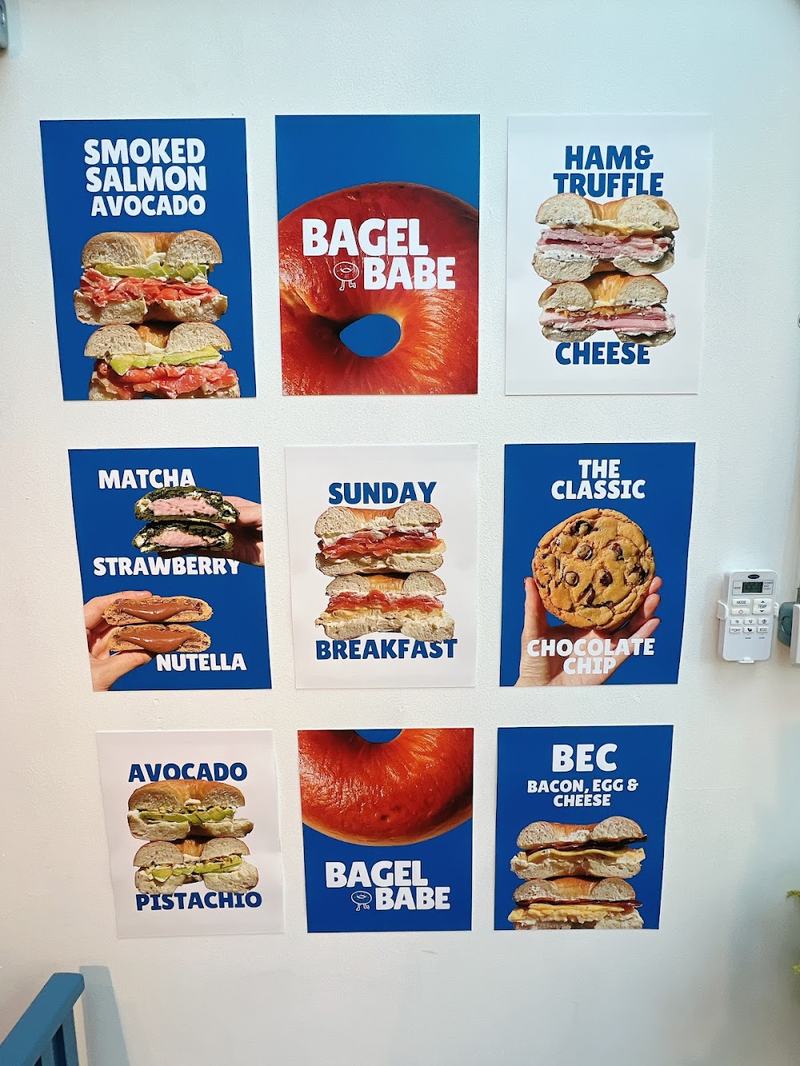 SMOKED
SALMON
AVOCADO
BAGEL
BABE
HAM&
TRUFFLE
CHEESE
MATCHA
STRAWBERRY
NUTELLA
SUNDAY
BREAKFAST
THE
CLASSIC
CHOCOLATE
CHIP
AVOCADO
PISTACHIO
BAGEL
BABE
BEC
BACON, EGG &
CHEESE